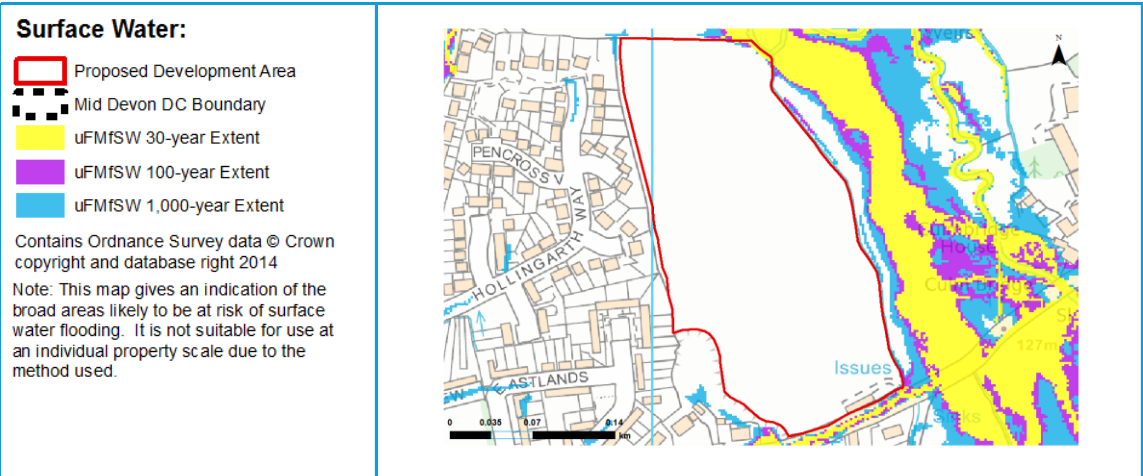 Surface Water:
Proposed Development Area
Mid Devon DC Boundary
uFMfSW 30-year Extent
uFMfSW 100-year Extent
uFMfSW 1,000-year Extent
Contains Ordnance Survey data © Crown
copyright and database right 2014
Note: This map gives an indication of the
broad areas likely to be at risk of surface
water flooding. It is not suitable for use at
an individual property scale due to the
method used.
Weirs
N
PENCROSS V
HOLLINGARTH WAY
House
127m
Issues
EASTLANDS
W
0 0.035 0.07 0.14
km